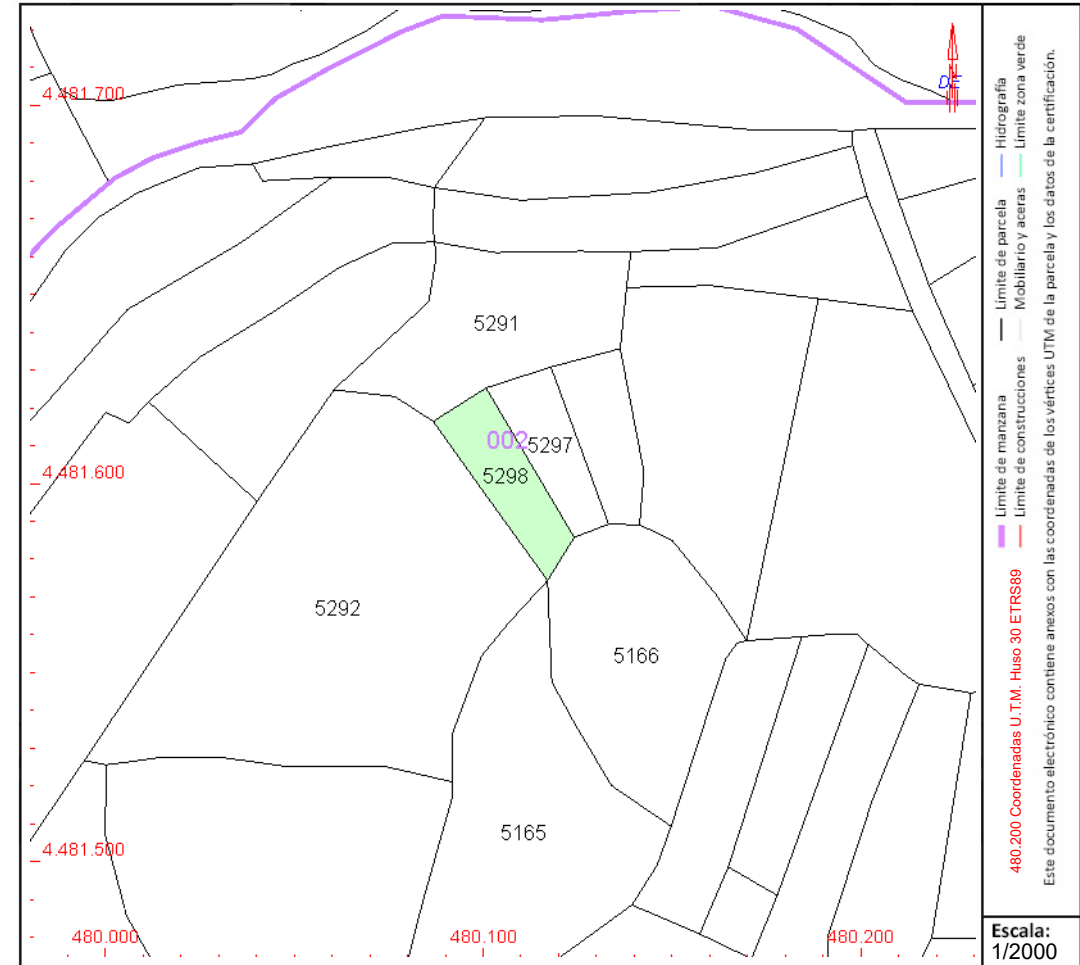 4.481.700
5291
002
5297
4.481.600
5298
5292
5166
5165
4.481.500
480.000
480.100
480.200
480.200 Coordenadas U.T.M. Huso 30 ETRS89
Límite de manzana
Límite de parcela
Hidrografía
Límite de construcciones
Mobiliario y aceras
Límite zona verde
Este documento electrónico contiene anexos con las coordenadas de los vértices UTM de la parcela y los datos de la certificación.
Escala:
1/2000